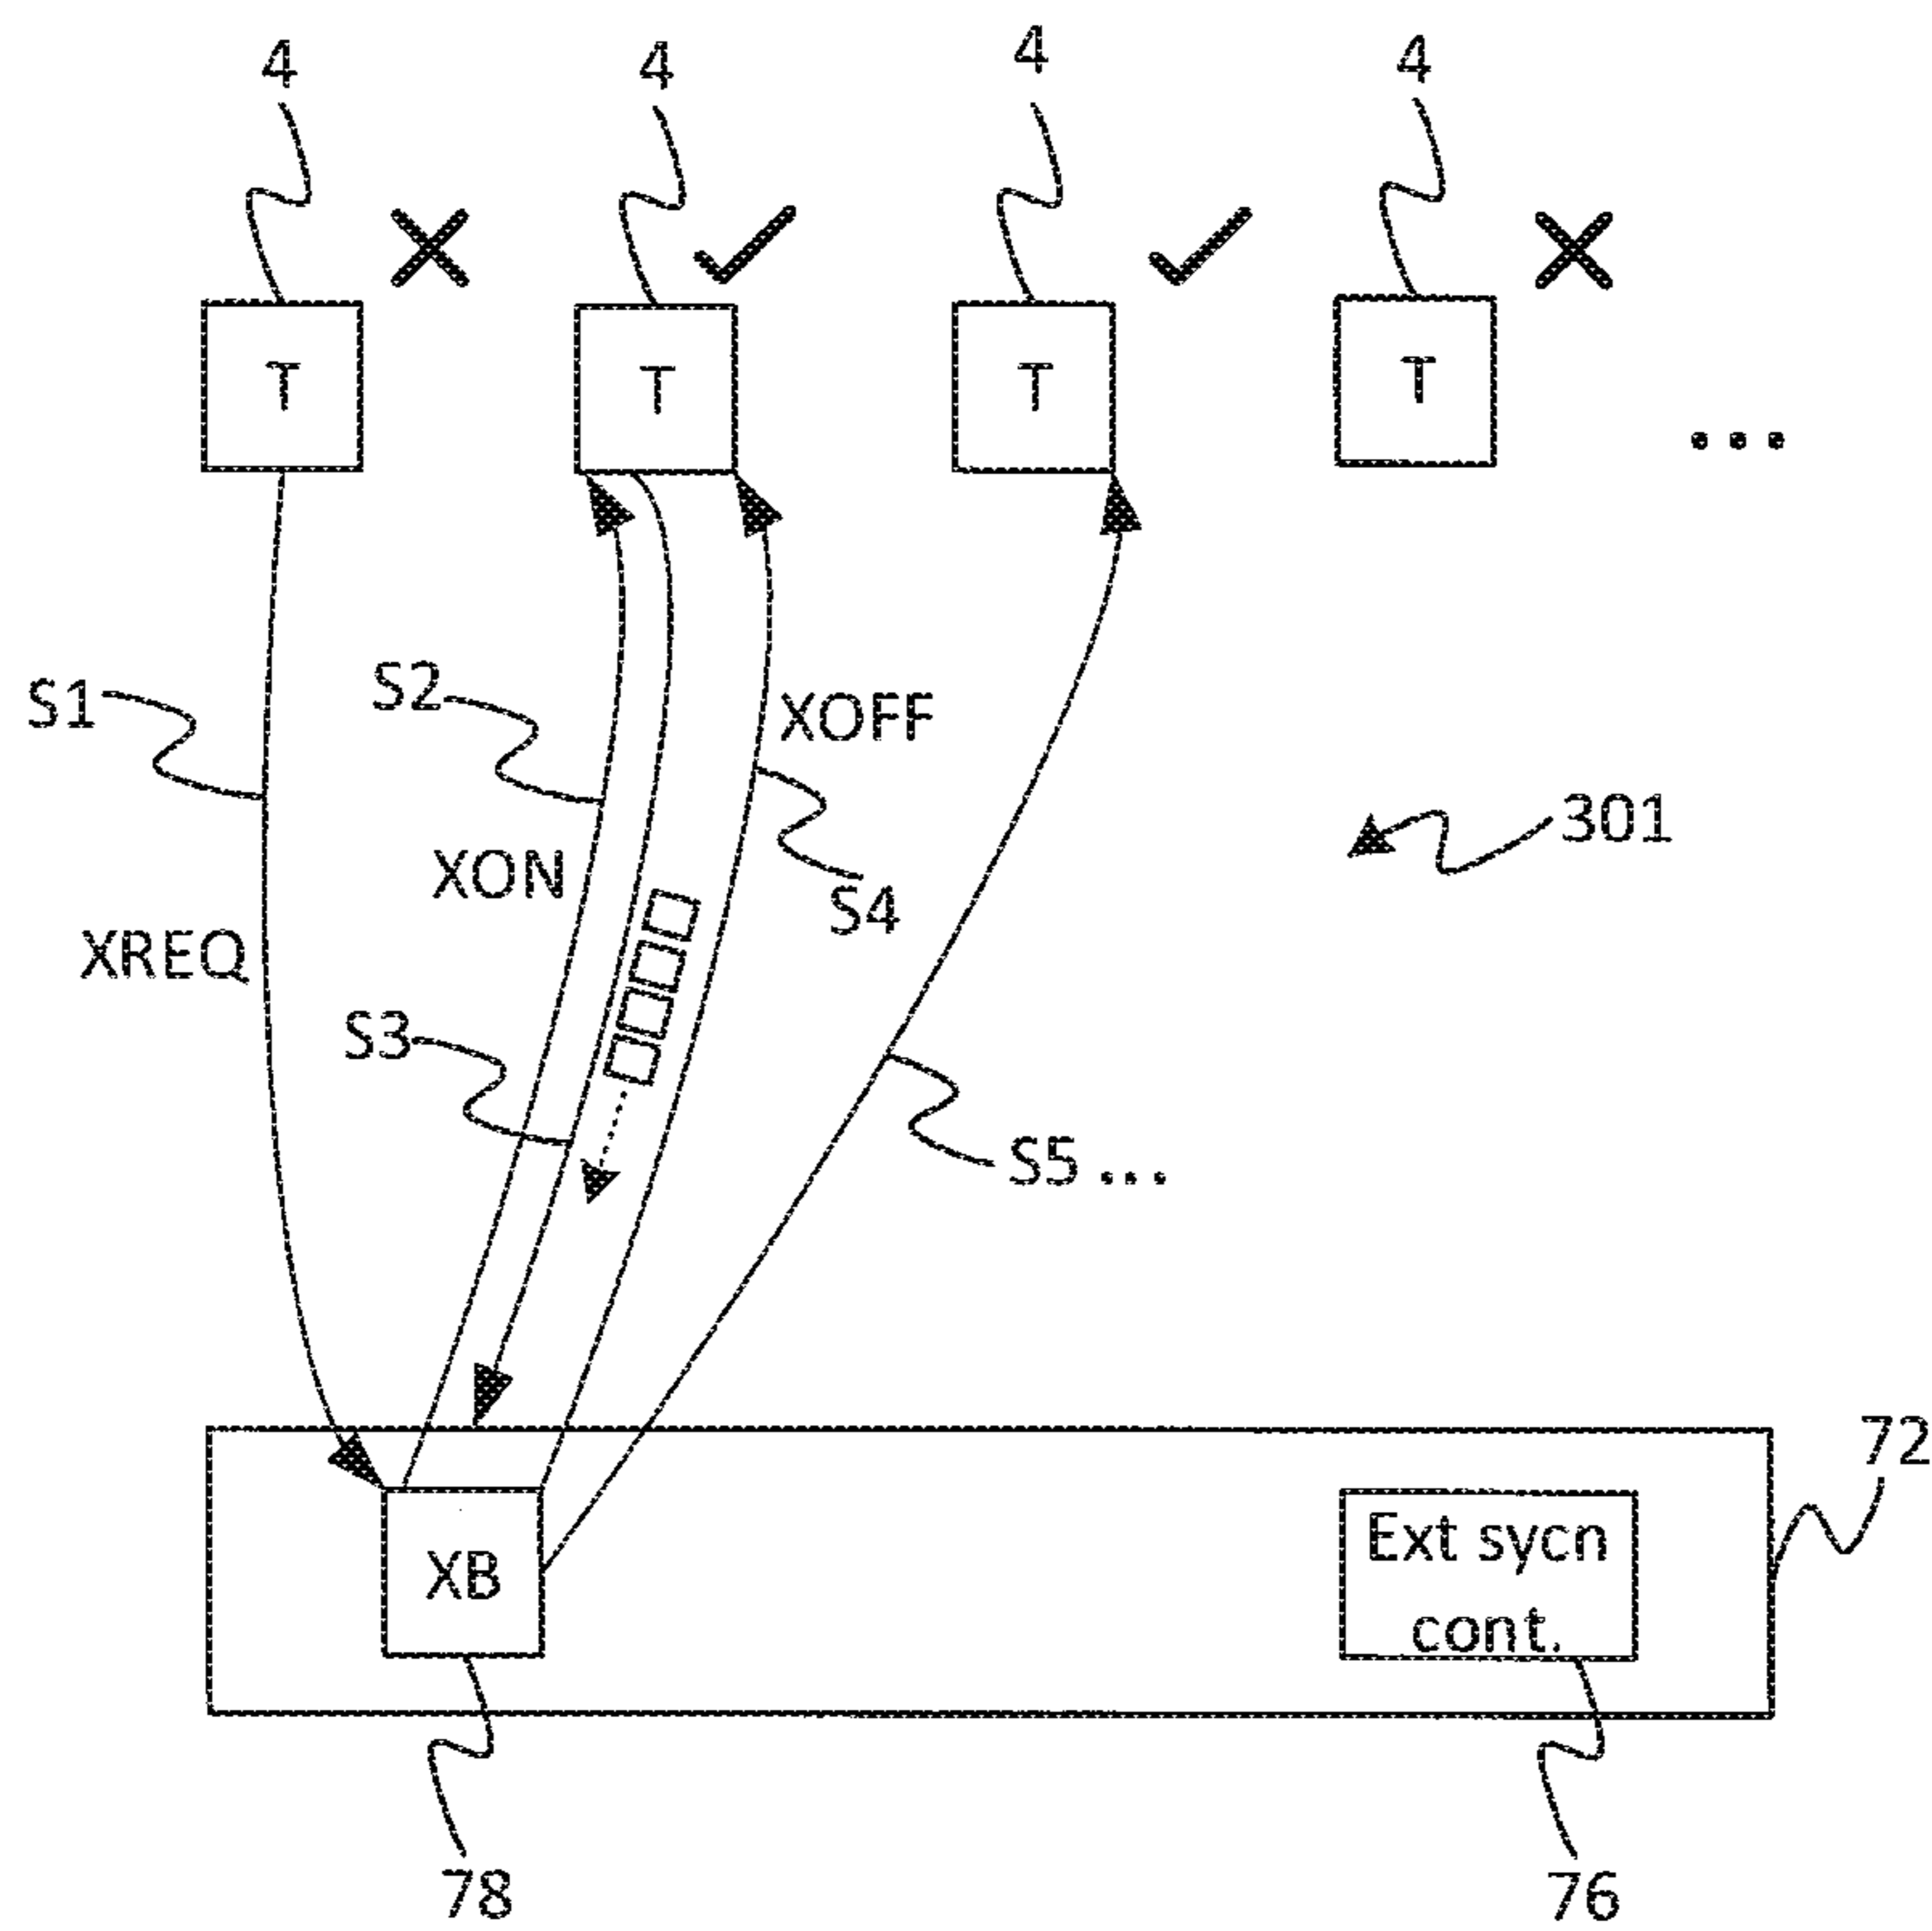 4 4 4 4
T T T T
S1 S2 XOFF
301
XON S4
XREQ
S3
S5 ...
72
XB
Ext sycn
cont.
78 76